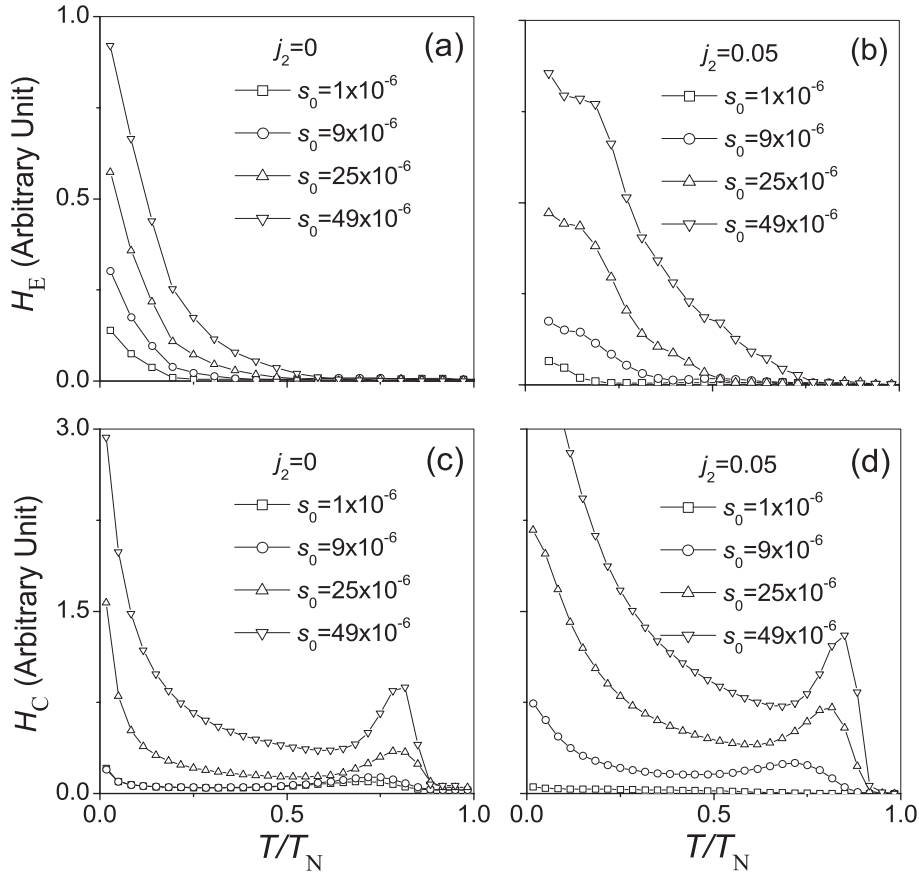 1.0
0.5
0.0
H_E (Arbitrary Unit)
(a)
j_2=0
s_0=1x10^-6
s_0=9x10^-6
s_0=25x10^-6
s_0=49x10^-6
(b)
j_2=0.05
s_0=1x10^-6
s_0=9x10^-6
s_0=25x10^-6
s_0=49x10^-6
3.0
1.5
0.0
H_C (Arbitrary Unit)
(c)
j_2=0
s_0=1x10^-6
s_0=9x10^-6
s_0=25x10^-6
s_0=49x10^-6
0.0
0.5
1.0
T/T_N
(d)
j_2=0.05
s_0=1x10^-6
s_0=9x10^-6
s_0=25x10^-6
s_0=49x10^-6
0.0
0.5
1.0
T/T_N